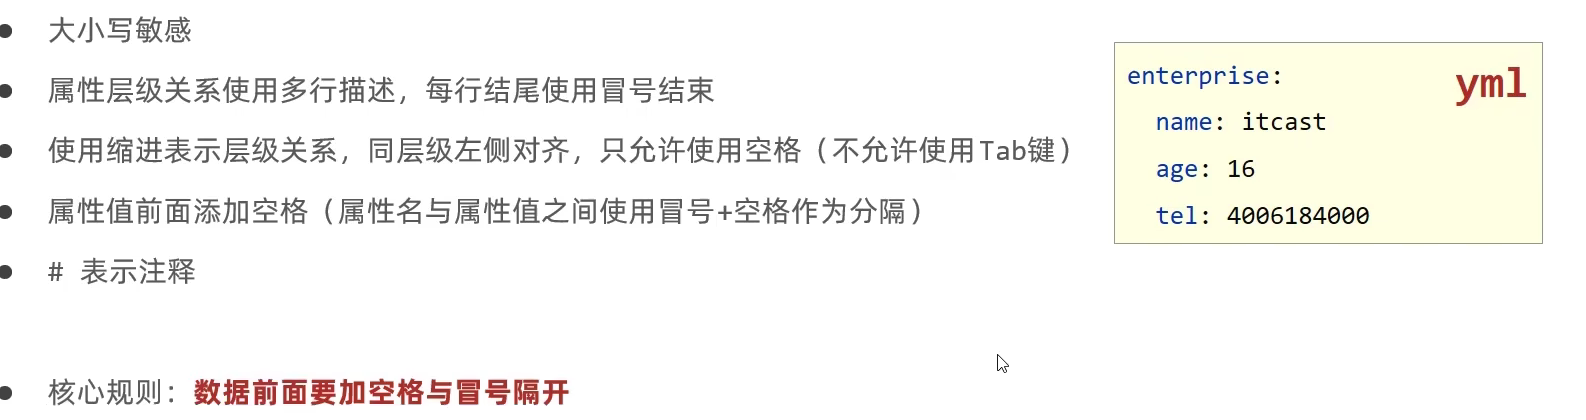 大小写敏感
属性层级关系使用多行描述，每行结尾使用冒号结束
使用缩进表示层级关系，同层级左侧对齐，只允许使用空格（不允许使用Tab键）
属性值前面添加空格（属性名与属性值之间使用冒号+空格作为分隔）
# 表示注释
核心规则：数据前面要加空格与冒号隔开
yml
enterprise:
  name: itcast
  age: 16
  tel: 4006184000